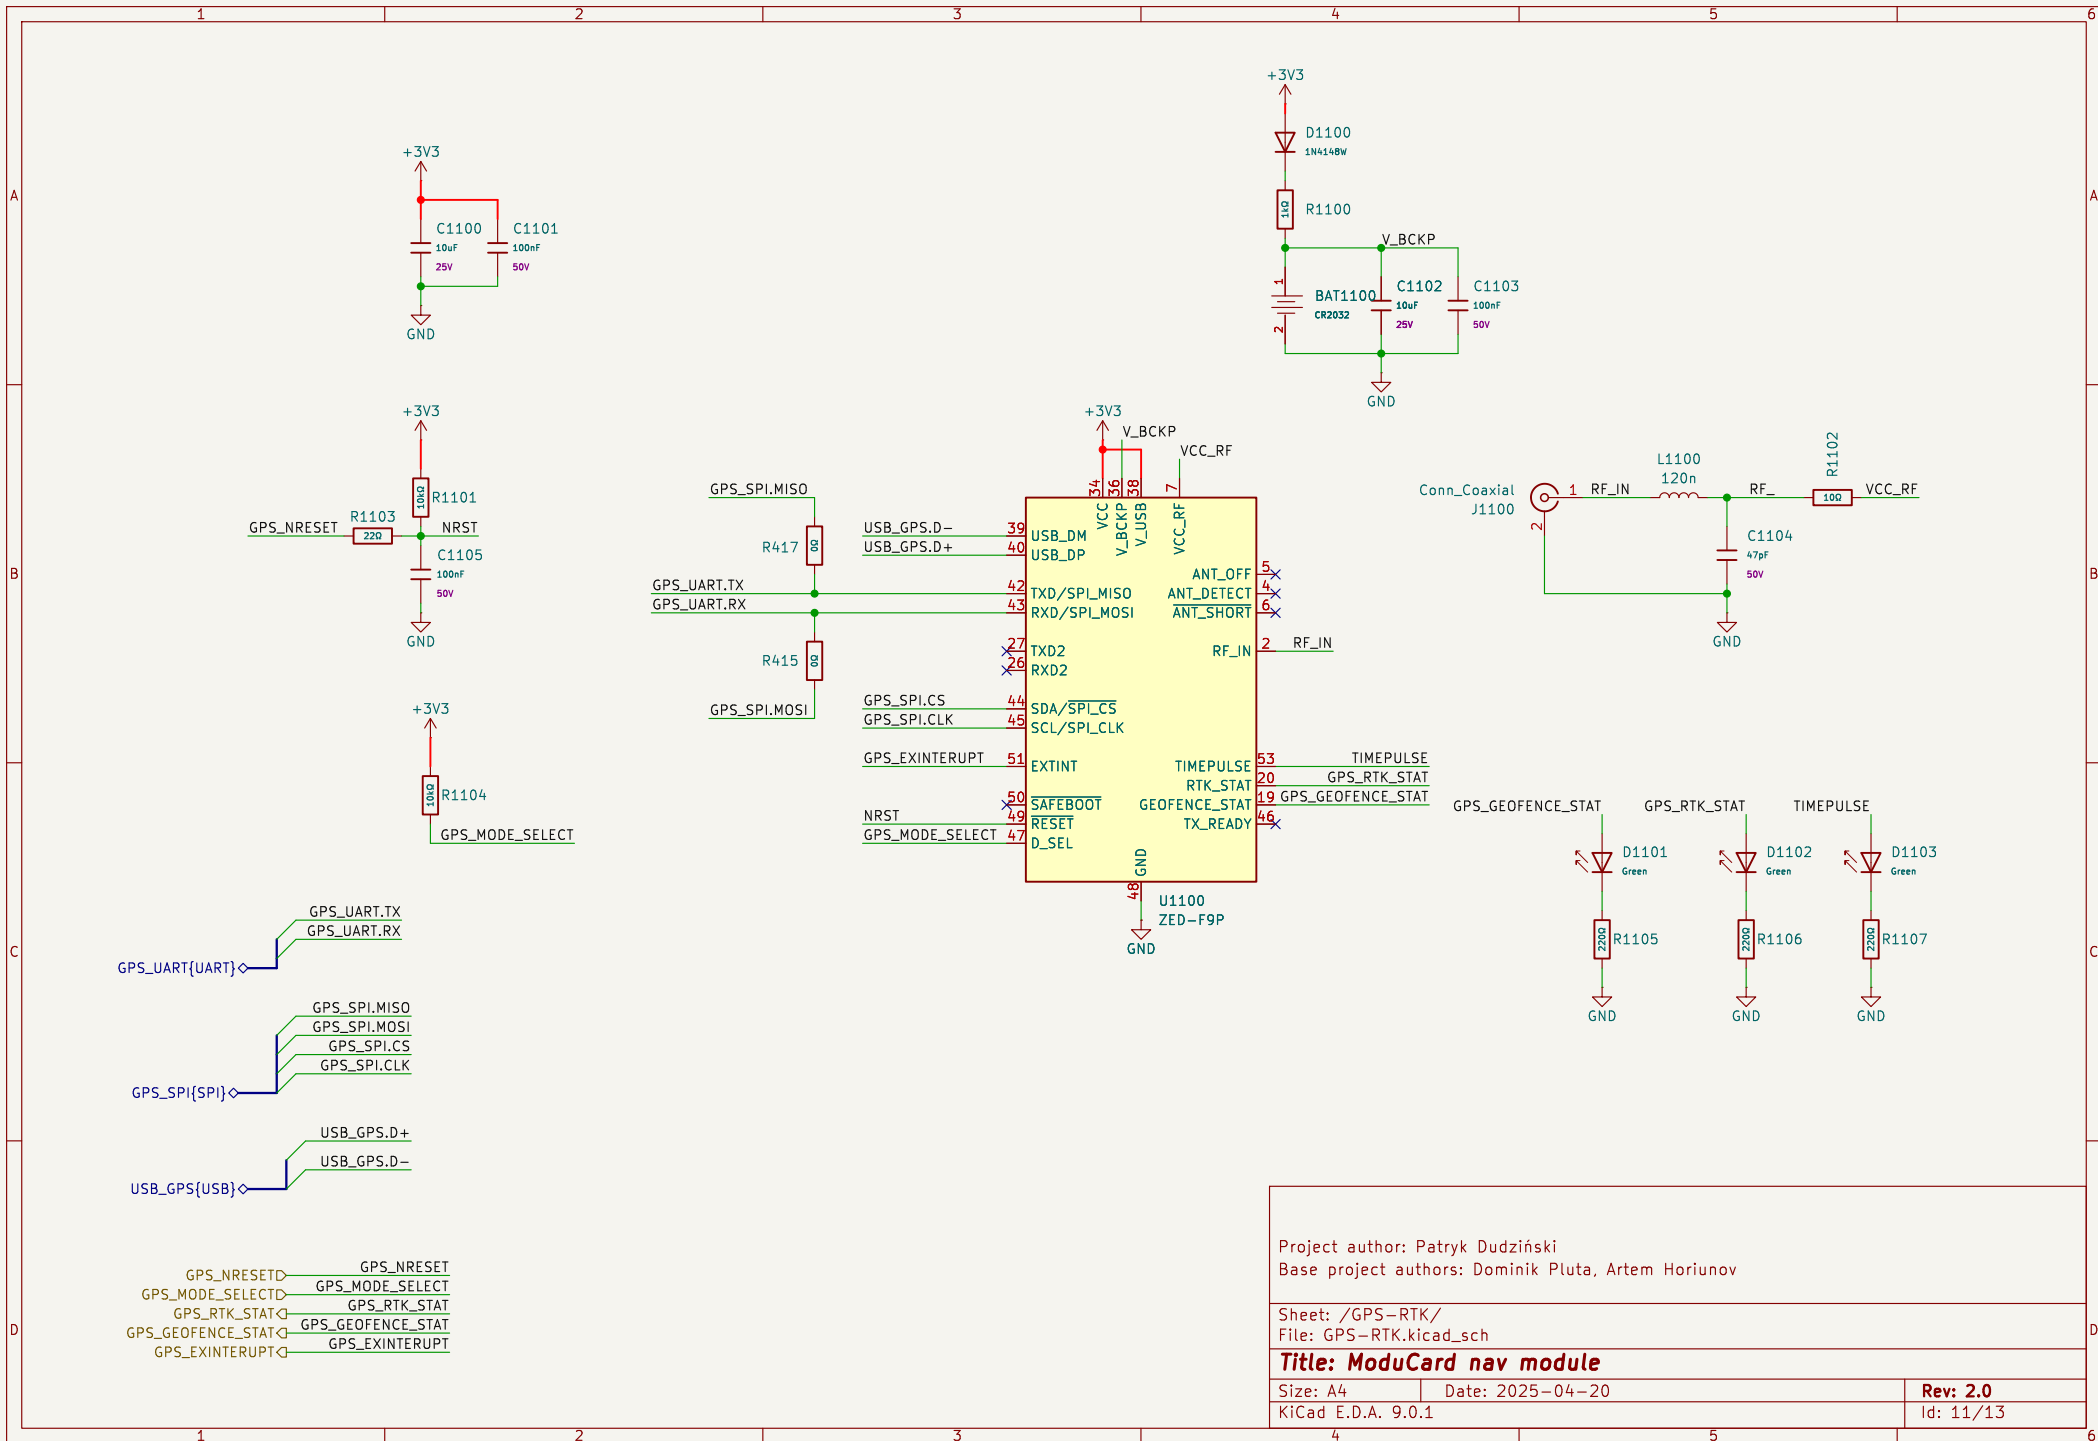 1 2 3 4 5 6
A
B
C
D
+3V3
C1100
10uF
25V
C1101
100nF
50V
GND
+3V3
D1100
1N4148W
1kΩ
R1100
V_BCKP
1
BAT1100
CR2032
2
C1102
10uF
25V
C1103
100nF
50V
GND
+3V3
10kΩ
R1101
R1103
GPS_NRESET
22Ω
NRST
C1105
100nF
50V
GND
+3V3
10kΩ
R1104
GPS_MODE_SELECT
GPS_SPI.MISO
R417
0Ω
GPS_UART.TX
GPS_UART.RX
R415
0Ω
GPS_SPI.MOSI
+3V3
V_BCKP
VCC_RF
34
36
38
7
VCC
V_BCKP
V_USB
VCC_RF
USB_GPS.D-
39
USB_DM
USB_GPS.D+
40
USB_DP
42
TXD/SPI_MISO
43
RXD/SPI_MOSI
27
TXD2
26
RXD2
GPS_SPI.CS
44
SDA/SPI_CS
GPS_SPI.CLK
45
SCL/SPI_CLK
GPS_EXINTERUPT
51
EXTINT
50
SAFEBOOT
NRST
49
RESET
GPS_MODE_SELECT
47
D_SEL
ANT_OFF
5
ANT_DETECT
4
ANT_SHORT
6
RF_IN
2
RF_IN
TIMEPULSE
53
TIMEPULSE
RTK_STAT
20
GPS_RTK_STAT
GEOFENCE_STAT
19
GPS_GEOFENCE_STAT
TX_READY
46
GND
48
U1100
ZED-F9P
GND
Conn_Coaxial
J1100
1
2
RF_IN
L1100
120n
RF_
R1102
10Ω
VCC_RF
C1104
47pF
50V
GND
GPS_GEOFENCE_STAT
D1101
Green
220Ω
R1105
GND
GPS_RTK_STAT
D1102
Green
220Ω
R1106
GND
TIMEPULSE
D1103
Green
220Ω
R1107
GND
GPS_UART.TX
GPS_UART.RX
GPS_UART{UART}
GPS_SPI.MISO
GPS_SPI.MOSI
GPS_SPI.CS
GPS_SPI.CLK
GPS_SPI{SPI}
USB_GPS.D+
USB_GPS.D-
USB_GPS{USB}
GPS_NRESET GPS_NRESET
GPS_MODE_SELECT GPS_MODE_SELECT
GPS_RTK_STAT GPS_RTK_STAT
GPS_GEOFENCE_STAT GPS_GEOFENCE_STAT
GPS_EXINTERUPT GPS_EXINTERUPT
Project author: Patryk Dudziński
Base project authors: Dominik Pluta, Artem Horiunov
Sheet: /GPS-RTK/
File: GPS-RTK.kicad_sch
Title: ModuCard nav module
Size: A4 Date: 2025-04-20 Rev: 2.0
KiCad E.D.A. 9.0.1 Id: 11/13
A
B
C
D
1 2 3 4 5 6